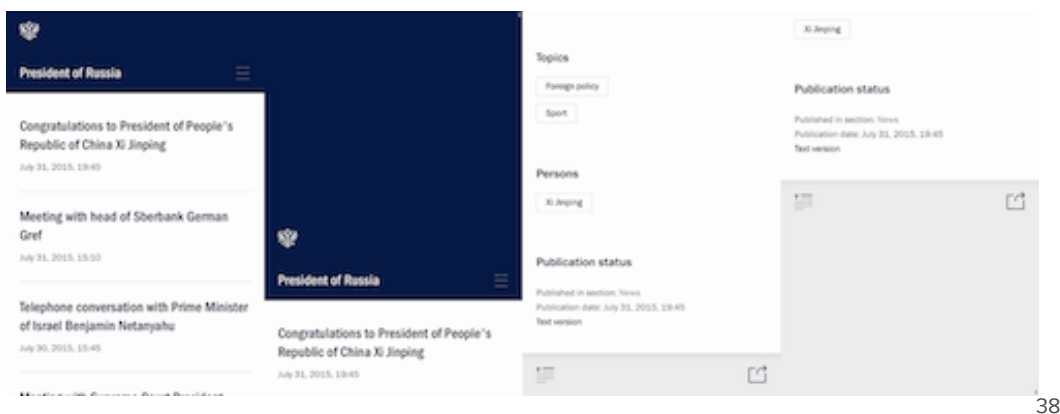 President of Russia
Congratulations to President of People's
Republic of China Xi Jinping
July 31, 2015, 19:45
Meeting with head of Sberbank German
Gref
July 31, 2015, 15:10
Telephone conversation with Prime Minister
of Israel Benjamin Netanyahu
July 30, 2015, 15:45
Meeting with Supreme Court President
President of Russia
Congratulations to President of People's
Republic of China Xi Jinping
July 31, 2015, 19:45
Topics
Foreign policy
Sport
Persons
Xi Jinping
Publication status
Published in section: News
Publication date: July 31, 2015, 19:45
Text version
Xi Jinping
Publication status
Published in section: News
Publication date: July 31, 2015, 19:45
Text version
38